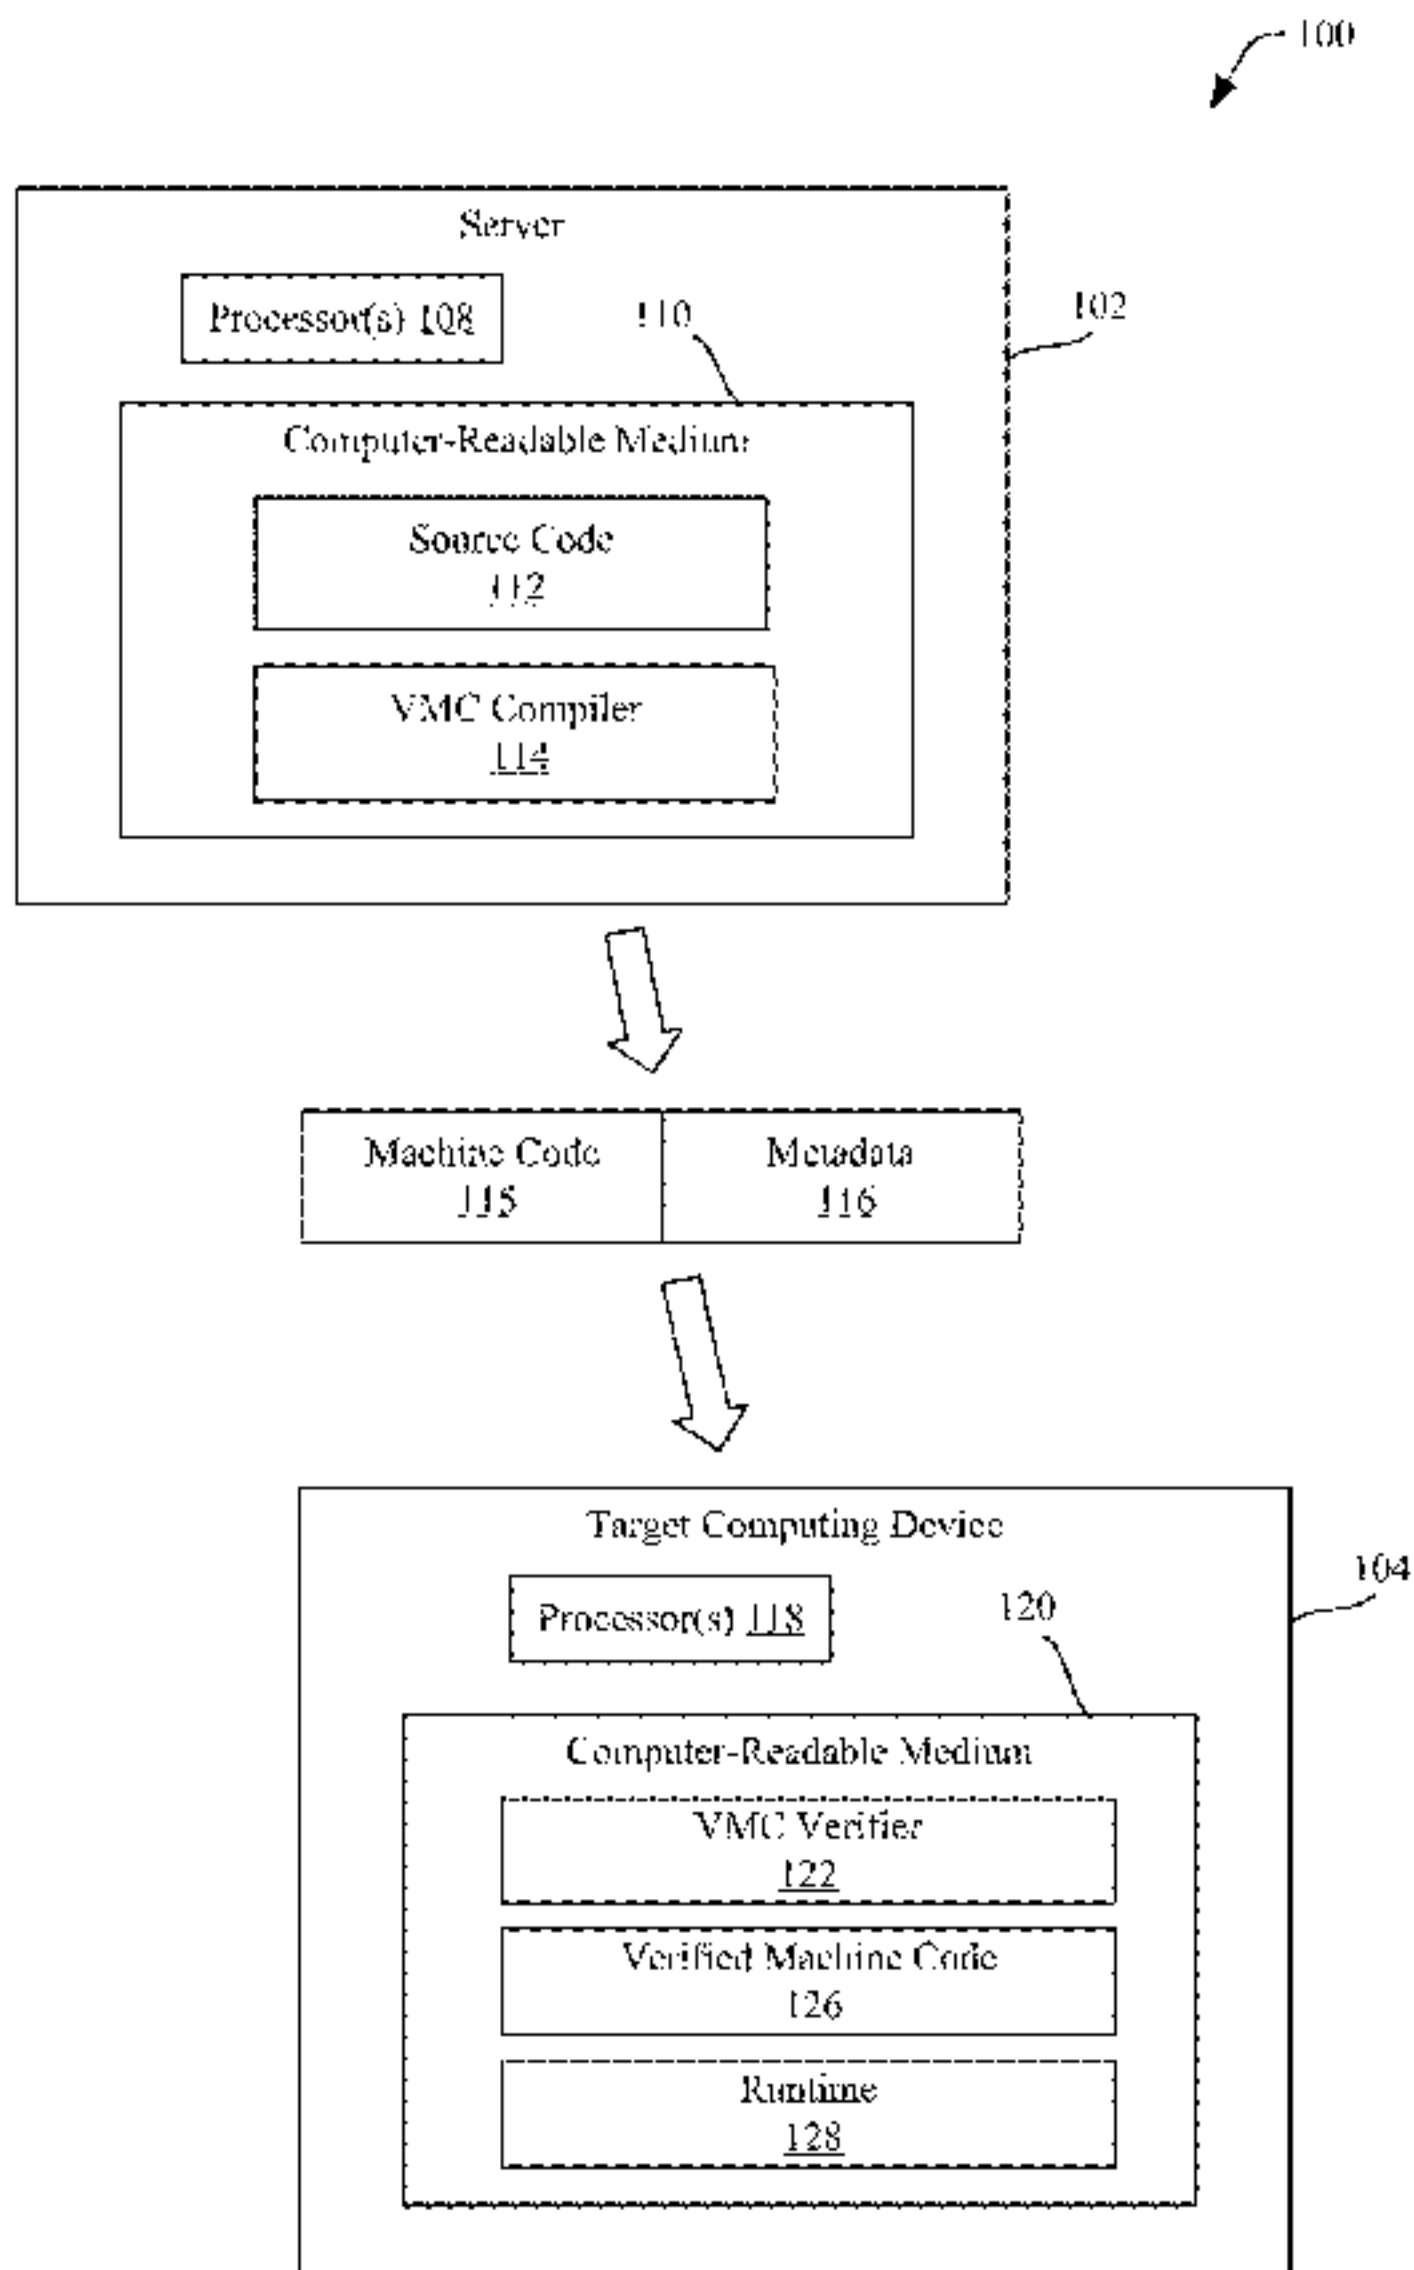 100
Server
Processor(s) 108
110
102
Computer-Readable Medium
Source Code
112
VMC Compiler
114
Machine Code
115
Metadata
116
Target Computing Device
104
Processor(s) 118
120
Computer-Readable Medium
VMC Verifier
122
Verified Machine Code
126
Runtime
128